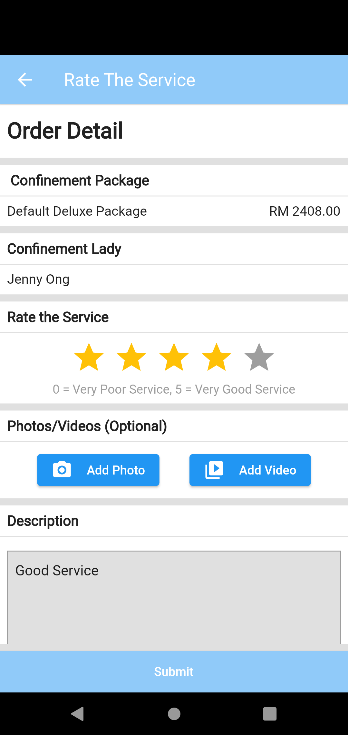 Rate The Service
Order Detail
Confinement Package
Default Deluxe Package RM 2408.00
Confinement Lady
Jenny Ong
Rate the Service
0 = Very Poor Service, 5 = Very Good Service
Photos/Videos (Optional)
Add Photo Add Video
Description
Good Service
Submit